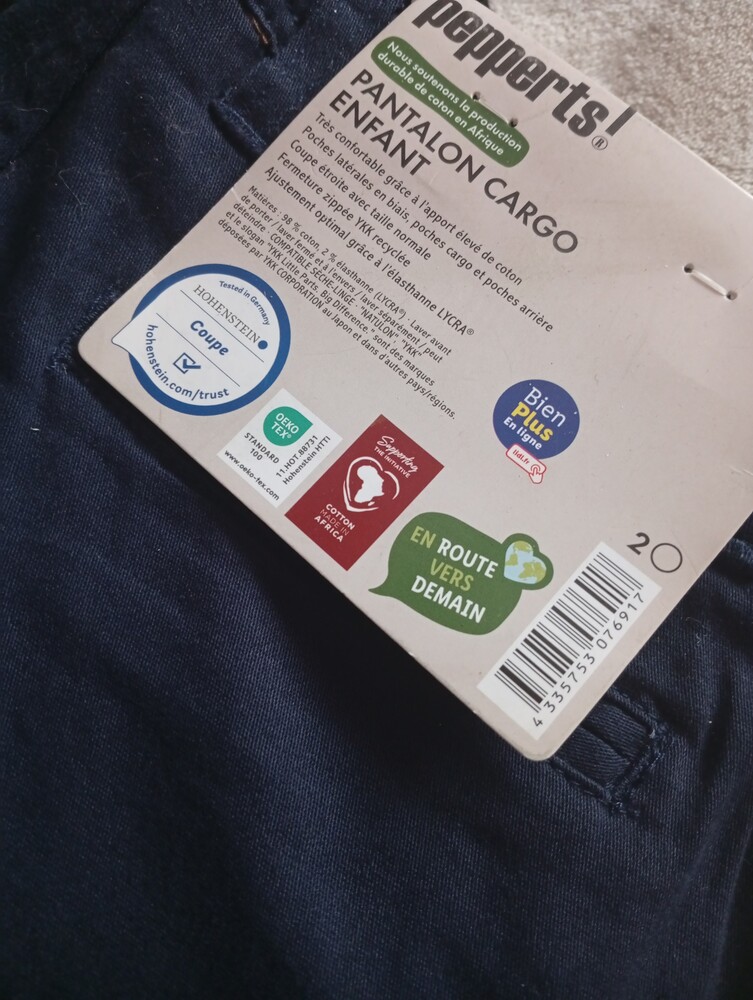 pepperts!®
Nous soutenons la production
durable de coton en Afrique
PANTALON CARGO
ENFANT
Très confortable grâce à l'apport élevé de coton
Poches latérales en biais, poches cargo et poches arrière
Coupe étroite avec taille normale
Fermeture zippée YKK recyclée
Ajustement optimal grâce à l'élasthanne LYCRA®
Matières : 98 % coton, 2 % élasthanne (LYCRA®) · Laver avant
de porter / laver fermé et à l'envers / laver séparément, peut
déteindre · COMPATIBLE SÈCHE-LINGE · "NATULON" "YKK"
et le slogan "YKK Little Parts. Big Difference." sont des marques
déposées par YKK CORPORATION au Japon et dans d'autres pays/régions.
Tested in Germany
HOHENSTEIN
Coupe
hohenstein.com/trust
OEKO
TEX®
STANDARD
100
11.HOT.88731
Hohenstein HTTI
www.oeko-tex.com
Supporting
THE INITIATIVE
COTTON
MADE IN
AFRICA
Bien
Plus
En ligne
lidl.fr
EN ROUTE
VERS
DEMAIN
2
4 335753 076917